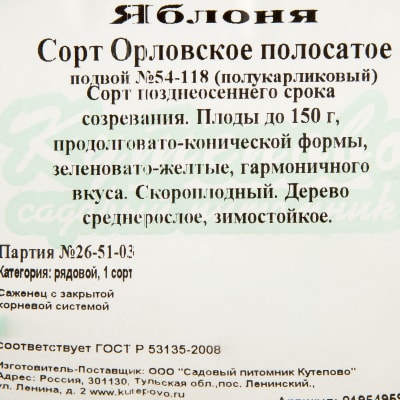 Яблоня
Сорт Орловское полосатое
подвой №54-118 (полукарликовый)
Сорт позднеосеннего срока
созревания. Плоды до 150 г,
продолговато-конической формы,
зеленовато-желтые, гармоничного
вкуса. Скороплодный. Дерево
среднерослое, зимостойкое.
Партия №26-51-03
Категория: рядовой, 1 сорт
Саженец с закрытой
корневой системой
соответствует ГОСТ Р 53135-2008
Изготовитель-Поставщик: ООО "Садовый питомник Кутепово"
Адрес: Россия, 301130, Тульская обл.,пос. Ленинский,
ул. Ленина, д. 2 www.kutepovo.ru